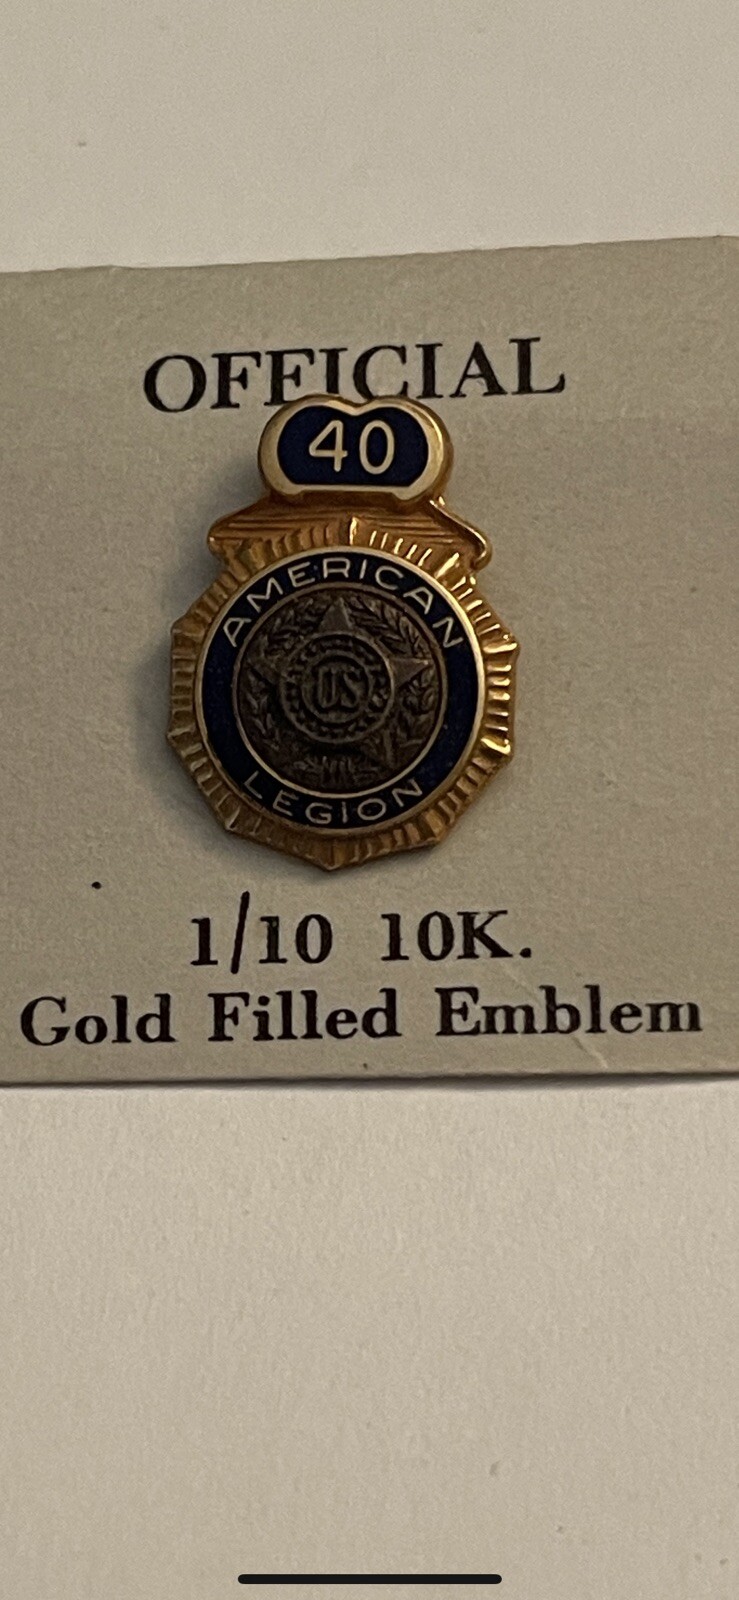 OFFICIAL
40
AMERICAN
US
LEGION
1/10 10K.
Gold Filled Emblem